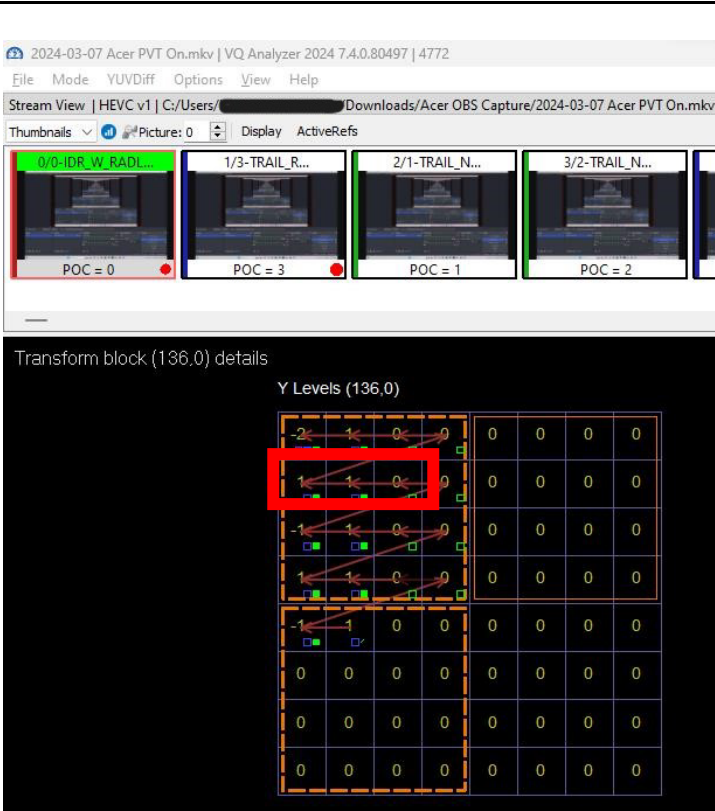 2024-03-07 Acer PVT On.mkv | VQ Analyzer 2024 7.4.0.80497 | 4772
File Mode YUVDiff Options View Help
Stream View | HEVC v1 | C:/Users/ Downloads/Acer OBS Capture/2024-03-07 Acer PVT On.mkv
Thumbnails Picture: 0 Display ActiveRefs
0/0-IDR_W_RADL... 1/3-TRAIL_R... 2/1-TRAIL_N... 3/2-TRAIL_N...
POC = 0 POC = 3 POC = 1 POC = 2
Transform block (136,0) details
Y Levels (136,0)
-2 1 0 0 0 0 0 0
1 1 0 0 0 0 0 0
-1 1 0 0 0 0 0 0
1 1 0 0 0 0 0 0
-1 1 0 0 0 0 0 0
0 0 0 0 0 0 0 0
0 0 0 0 0 0 0 0
0 0 0 0 0 0 0 0